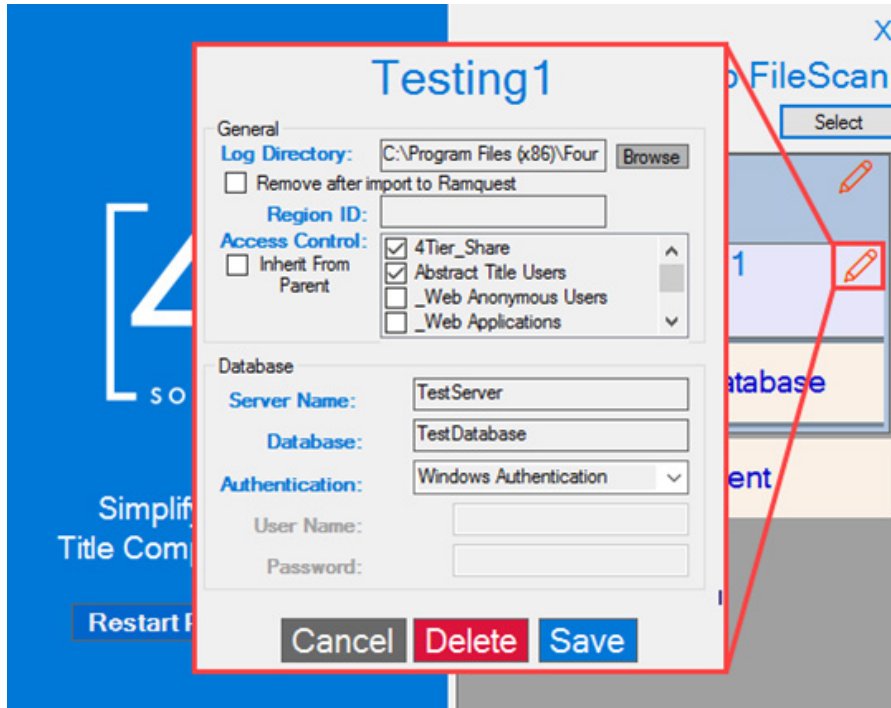 X
Testing1
FileScan
Select
General
Log Directory: C:\Program Files (x86)\Four Browse
Remove after import to Ramquest
Region ID:
Access Control:
Inherit From
Parent
4Tier_Share
Abstract Title Users
_Web Anonymous Users
_Web Applications
1
Database
Server Name: TestServer
Database: TestDatabase
Authentication: Windows Authentication
User Name:
Password:
Cancel Delete Save
4
SO
Simplify
Title Comp
Restart
atabase
ent